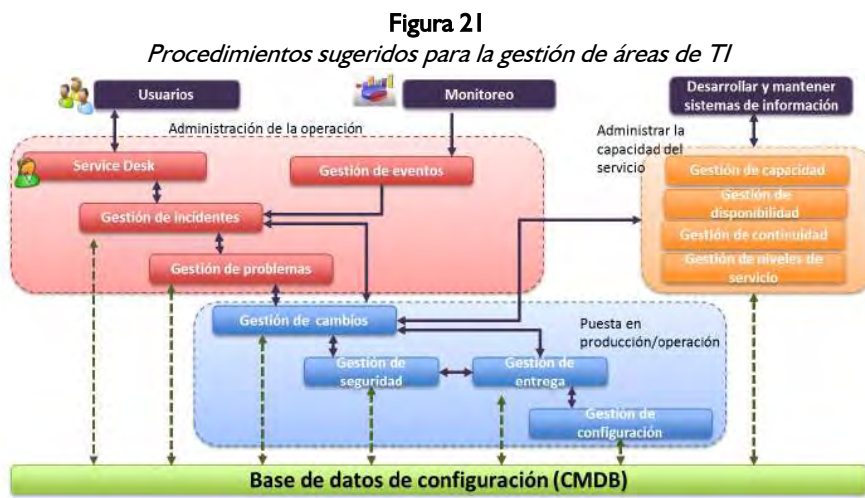 Figura 21
Procedimientos sugeridos para la gestión de áreas de TI
Usuarios
Monitoreo
Desarrollar y mantener
sistemas de información
Administración de la operación
Administrar la
capacidad del
servicio
Service Desk
Gestión de eventos
Gestión de capacidad
Gestión de
disponibilidad
Gestión de incidentes
Gestión de continuidad
Gestión de problemas
Gestión de niveles de
servicio
Gestión de cambios
Puesta en
producción/operación
Gestión de
seguridad
Gestión de
entrega
Gestión de
configuración
Base de datos de configuración (CMDB)